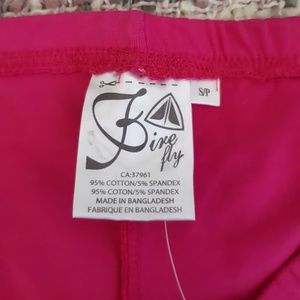 S/P
Fire
fly
CA:37961
95% COTTON/5% SPANDEX
95% COTON/5% SPANDEX
MADE IN BANGLADESH
FABRIQUE EN BANGLADESH